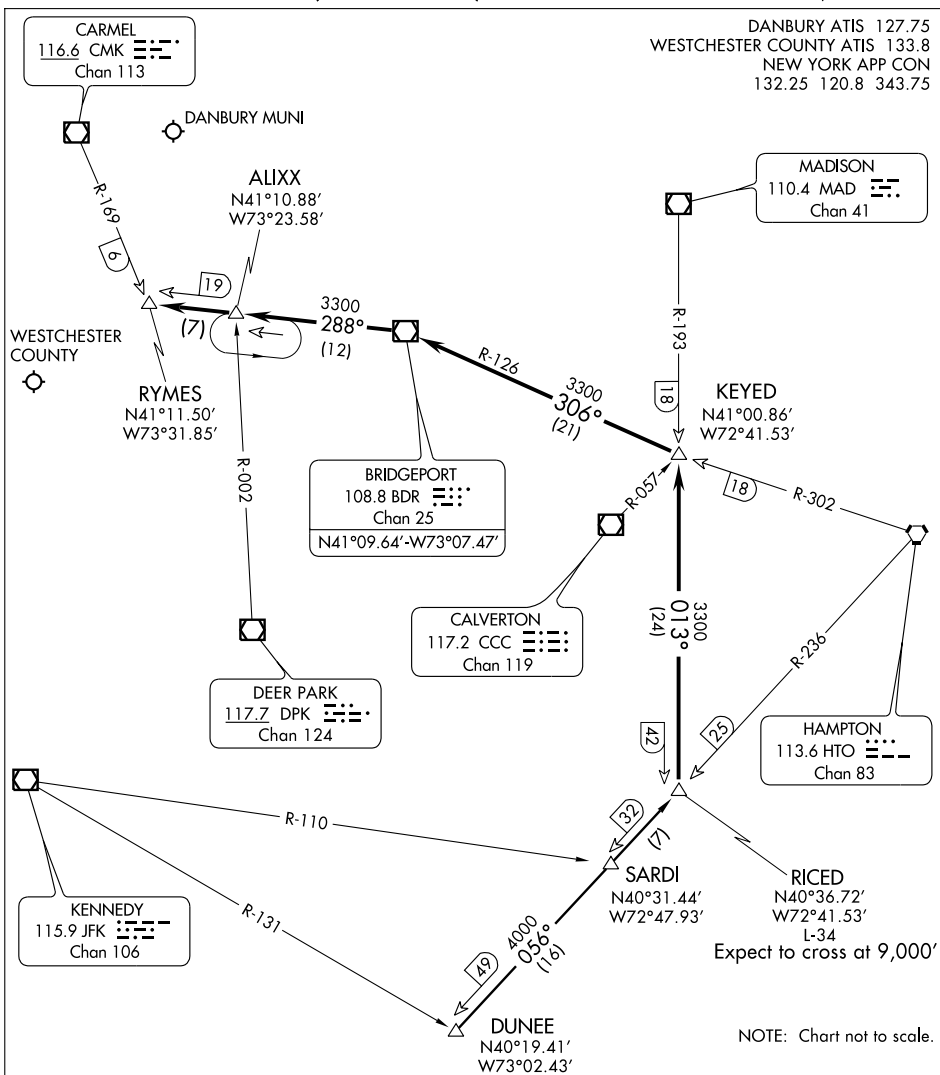 DANBURY ATIS 127.75
WESTCHESTER COUNTY ATIS 133.8
NEW YORK APP CON
132.25 120.8 343.75
CARMEL
116.6 CMK
Chan 113
DANBURY MUNI
ALIXX
N41°10.88'
W73°23.58'
MADISON
110.4 MAD
Chan 41
R-169
6
19
(7)
3300
288°
(12)
R-126
3300
306°
(21)
R-193
18
WESTCHESTER
COUNTY
RYMES
N41°11.50'
W73°31.85'
KEYED
N41°00.86'
W72°41.53'
R-002
BRIDGEPORT
108.8 BDR
Chan 25
N41°09.64'-W73°07.47'
R-057
18
R-302
CALVERTON
117.2 CCC
Chan 119
3300
013°
(24)
R-236
DEER PARK
117.7 DPK
Chan 124
42
25
HAMPTON
113.6 HTO
Chan 83
R-110
32
(7)
SARDI
N40°31.44'
W72°47.93'
RICED
N40°36.72'
W72°41.53'
L-34
Expect to cross at 9,000'
KENNEDY
115.9 JFK
Chan 106
R-131
4000
056°
(16)
49
DUNEE
N40°19.41'
W73°02.43'
NOTE: Chart not to scale.